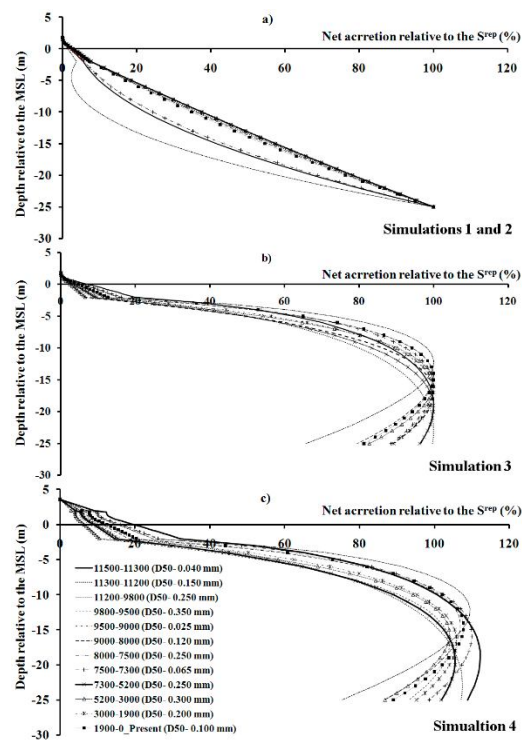 a)
Net acrretion relative to the S^rep (%)
0 20 40 60 80 100 120
5
0
-5
-10
-15
-20
-25
-30
Depth relative to the MSL (m)
Simulations 1 and 2
b)
Net acrretion relative to the S^rep (%)
0 20 40 60 80 100 120
5
0
-5
-10
-15
-20
-25
-30
Depth relative to the MSL (m)
Simulation 3
c)
Net acrretion relative to the S^rep (%)
0 20 40 60 80 100 120
5
0
-5
-10
-15
-20
-25
-30
Depth relative to the MSL (m)
11500-11300 (D50- 0.040 mm)
11300-11200 (D50- 0.150 mm)
11200-9800 (D50- 0.250 mm)
9800-9500 (D50- 0.350 mm)
9500-9000 (D50- 0.025 mm)
9000-8000 (D50- 0.120 mm)
8000-7500 (D50- 0.250 mm)
7500-7300 (D50- 0.065 mm)
7300-5200 (D50- 0.250 mm)
5200-3000 (D50- 0.300 mm)
3000-1900 (D50- 0.200 mm)
1900-0_Present (D50- 0.100 mm)
Simualtion 4